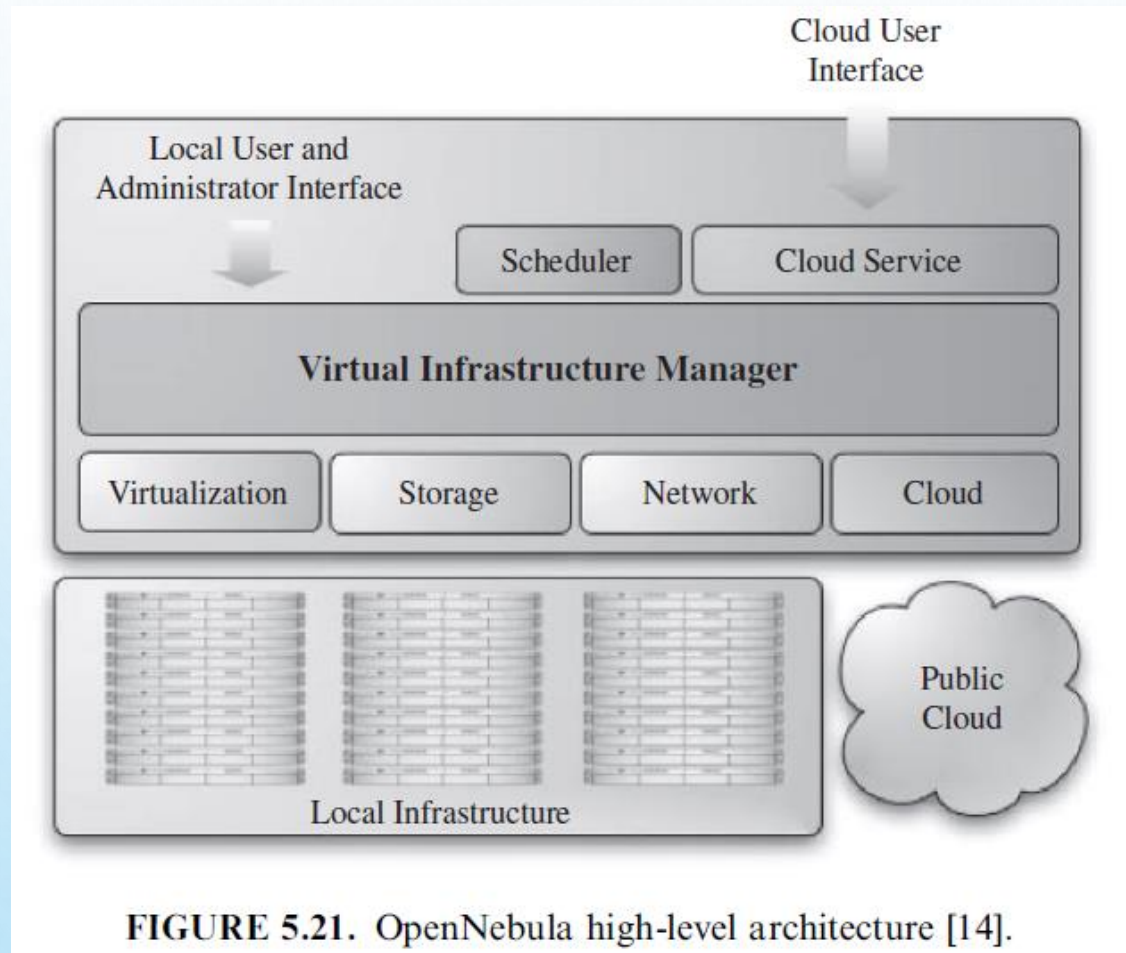 Cloud User
Interface
Local User and
Administrator Interface
Scheduler
Cloud Service
Virtual Infrastructure Manager
Virtualization
Storage
Network
Cloud
Public
Cloud
Local Infrastructure
FIGURE 5.21. OpenNebula high-level architecture [14].